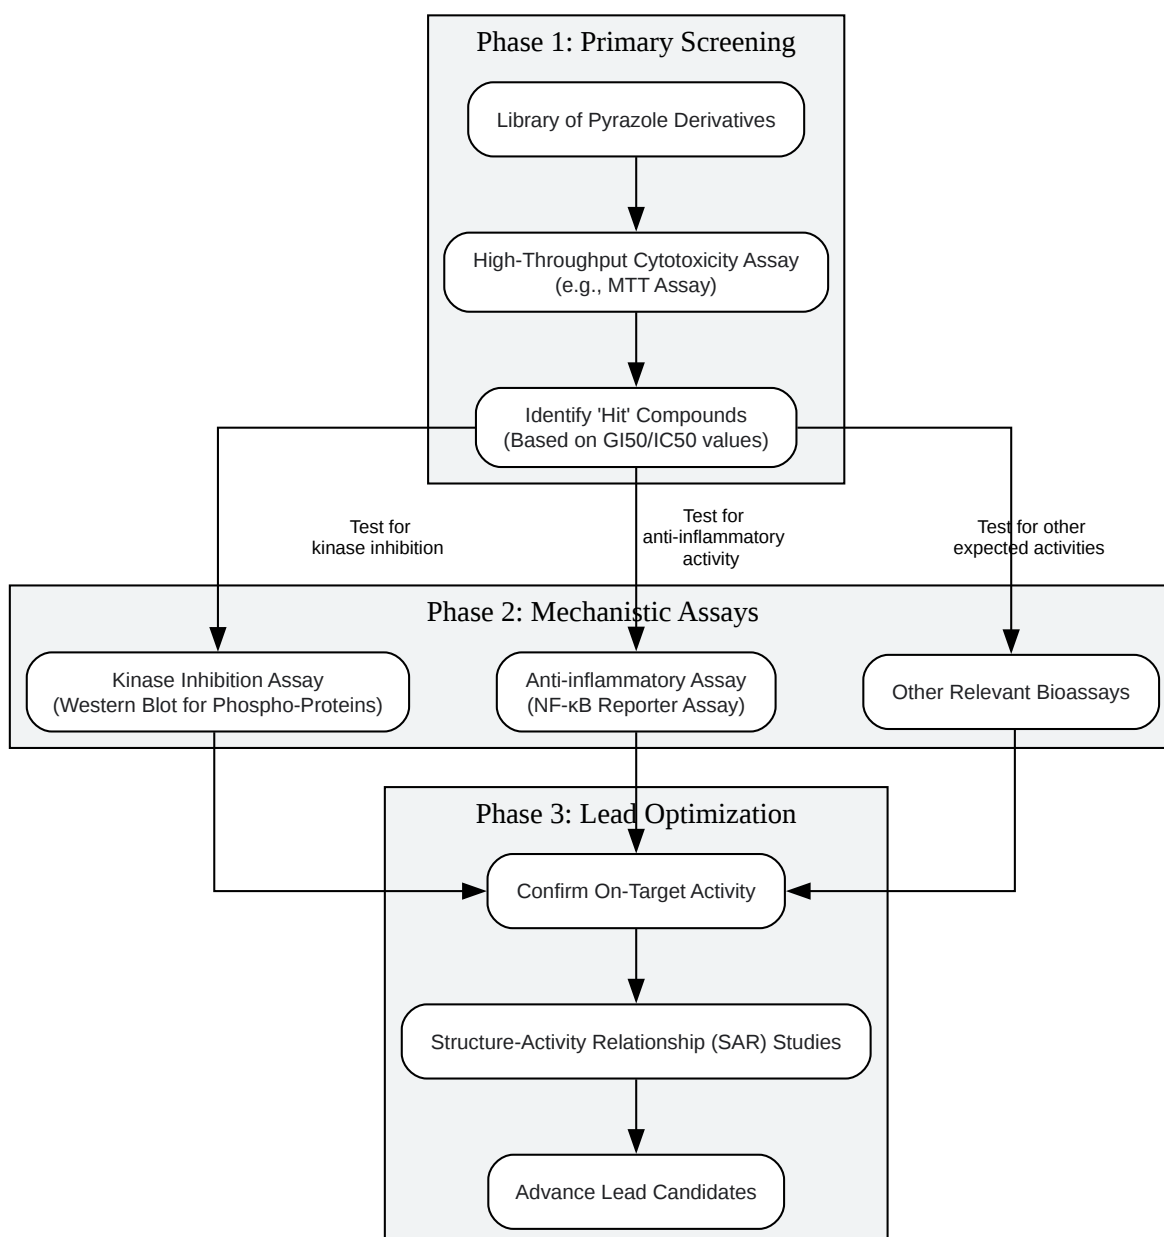 Phase 1: Primary Screening
Library of Pyrazole Derivatives
High-Throughput Cytotoxicity Assay
(e.g., MTT Assay)
Identify 'Hit' Compounds
(Based on GI50/IC50 values)
Test for
kinase inhibition
Test for
anti-inflammatory
activity
Test for other
expected activities
Phase 2: Mechanistic Assays
Kinase Inhibition Assay
(Western Blot for Phospho-Proteins)
Anti-inflammatory Assay
(NF-κB Reporter Assay)
Other Relevant Bioassays
Phase 3: Lead Optimization
Confirm On-Target Activity
Structure-Activity Relationship (SAR) Studies
Advance Lead Candidates